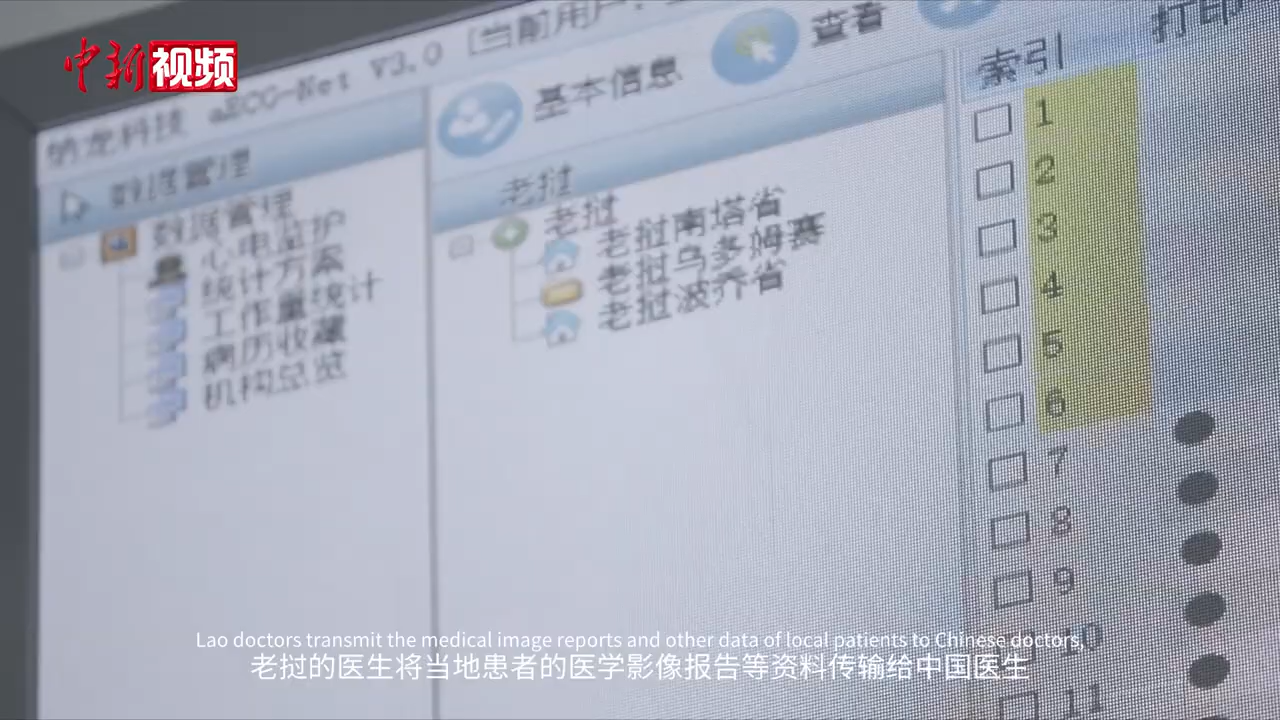 中新视频
纳龙科技 aECG-Net V3.0 [当前用户:
数据管理
数据管理
心电监护
统计方案
工作量统计
病历收藏
机构总览
基本信息
查看
打印
老挝
老挝
老挝南塔省
老挝乌多姆赛
老挝波乔省
索引
1
2
3
4
5
6
7
8
9
10
11
Lao doctors transmit the medical image reports and other data of local patients to Chinese doctors,
老挝的医生将当地患者的医学影像报告等资料传输给中国医生